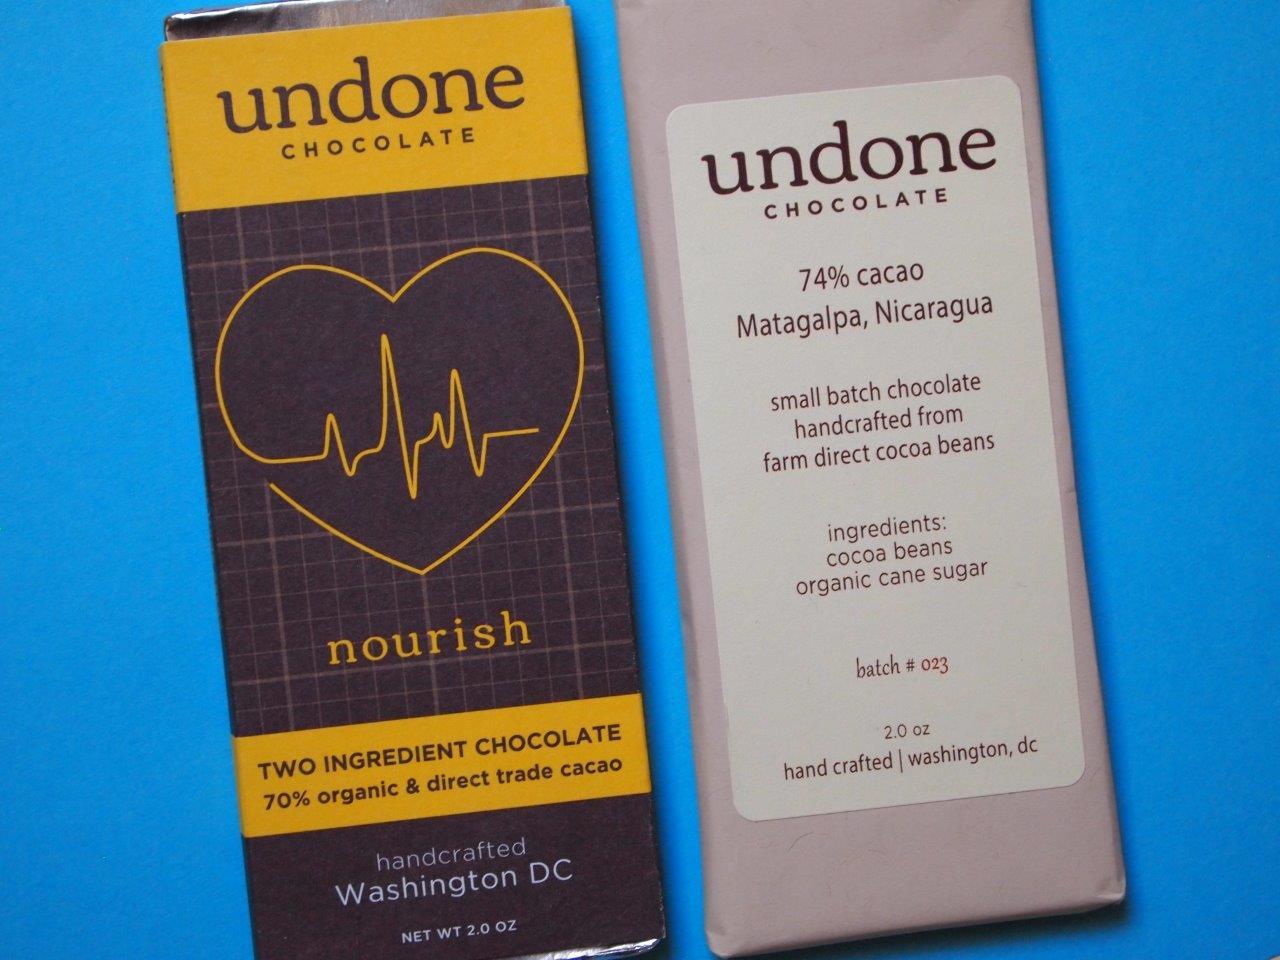 undone
CHOCOLATE
nourish
TWO INGREDIENT CHOCOLATE
70% organic & direct trade cacao
handcrafted
Washington DC
NET WT 2.0 OZ
undone
CHOCOLATE
74% cacao
Matagalpa, Nicaragua
small batch chocolate
handcrafted from
farm direct cocoa beans
ingredients:
cocoa beans
organic cane sugar
batch # 023
2.0 oz
hand crafted | washington, dc